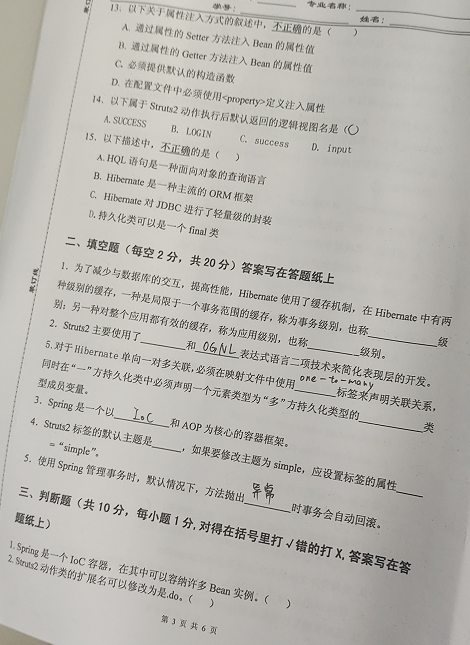 学号: 专业名称:
姓名:
13. 以下关于属性注入方式的叙述中，不正确的是（ ）
A. 通过属性的 Setter 方法注入 Bean 的属性值
B. 通过属性的 Getter 方法注入 Bean 的属性值
C. 必须提供默认的构造函数
D. 在配置文件中必须使用<property>定义注入属性
14. 以下属于 Struts2 动作执行后默认返回的逻辑视图名是（C）
A. SUCCESS B. LOGIN C. success D. input
15. 以下描述中，不正确的是（ ）
A. HQL 语句是一种面向对象的查询语言
B. Hibernate 是一种主流的 ORM 框架
C. Hibernate 对 JDBC 进行了轻量级的封装
D. 持久化类可以是一个 final 类
二、填空题（每空 2 分，共 20 分）答案写在答题纸上
1. 为了减少与数据库的交互，提高性能，Hibernate 使用了缓存机制，在 Hibernate 中有两
种级别的缓存，一种是局限于一个事务范围的缓存，称为事务级别，也称______级
别；另一种对整个应用都有效的缓存，称为应用级别，也称______级别。
2. Struts2 主要使用了______和 OGNL 表达式语言二项技术来简化表现层的开发。
5. 对于 Hibernate 单向一对多关联，必须在映射文件中使用 one-to-many 标签来声明关联关系，
同时在“一”方持久化类中必须声明一个元素类型为“多”方持久化类型的______类
型成员变量。
3. Spring 是一个以 IoC 和 AOP 为核心的容器框架。
4. Struts2 标签的默认主题是______，如果要修改主题为 simple，应设置标签的属性____
=“simple”。
5. 使用 Spring 管理事务时，默认情况下，方法抛出 异常 时事务会自动回滚。
三、判断题（共 10 分，每小题 1 分，对得在括号里打√错的打 X，答案写在答
题纸上）
1. Spring 是一个 IoC 容器，在其中可以容纳许多 Bean 实例。（ ）
2. Struts2 动作类的扩展名可以修改为是.do。（ ）
第 3 页 共 6 页
装订线